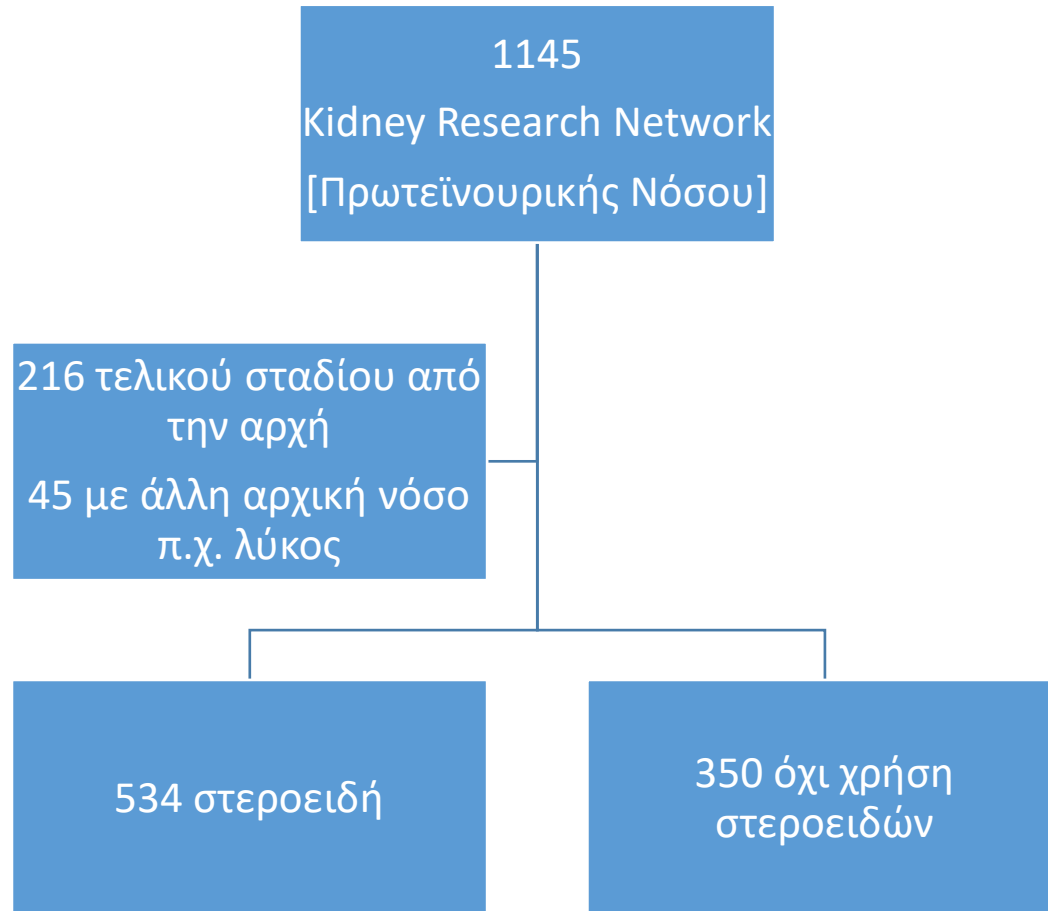 1145
Kidney Research Network
[Πρωτεϊνουρικής Νόσου]
216 τελικού σταδίου από
την αρχή
45 με άλλη αρχική νόσο
π.χ. λύκος
534 στεροειδή
350 όχι χρήση
στεροειδών